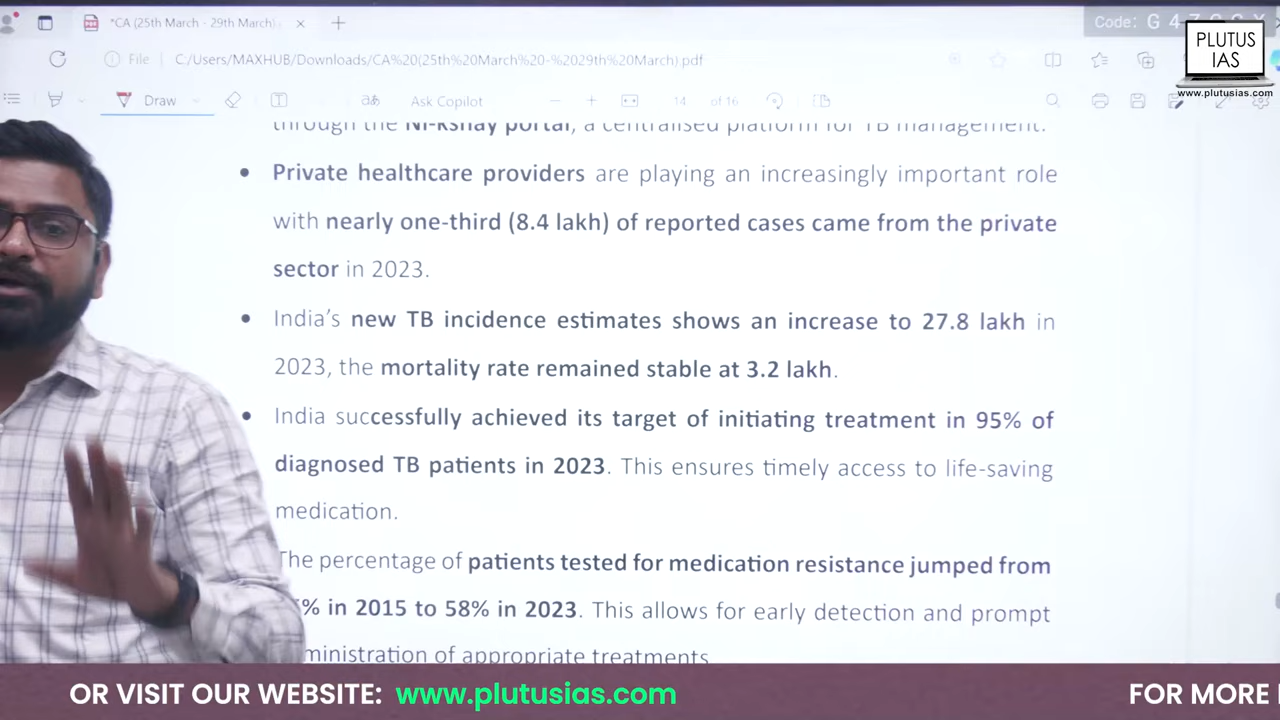 *CA (25th March - 29th March)
Code: G
PLUTUS
IAS
www.plutusias.com
File
C:/Users/MAXHUB/Downloads/CA%20(25th%20March%20-%2029th%20March).pdf
Draw
Ask Copilot
14 of 16
through the Ni-kshay portal, a centralised platform for TB management.
• Private healthcare providers are playing an increasingly important role
with nearly one-third (8.4 lakh) of reported cases came from the private
sector in 2023.
• India's new TB incidence estimates shows an increase to 27.8 lakh in
2023, the mortality rate remained stable at 3.2 lakh.
• India successfully achieved its target of initiating treatment in 95% of
diagnosed TB patients in 2023. This ensures timely access to life-saving
medication.
The percentage of patients tested for medication resistance jumped from
% in 2015 to 58% in 2023. This allows for early detection and prompt
ministration of appropriate treatments
OR VISIT OUR WEBSITE: www.plutusias.com
FOR MORE